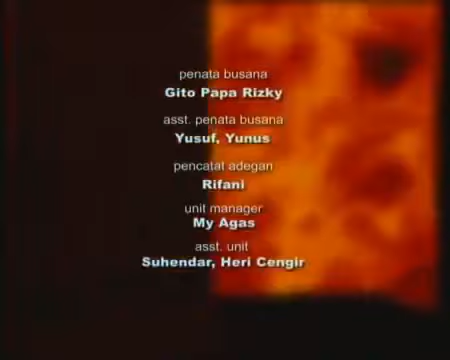 penata busana
Gito Papa Rizky
asst. penata busana
Yusuf, Yunus
pencatat adegan
Rifani
unit manager
My Agas
asst. unit
Suhendar, Heri Cengir